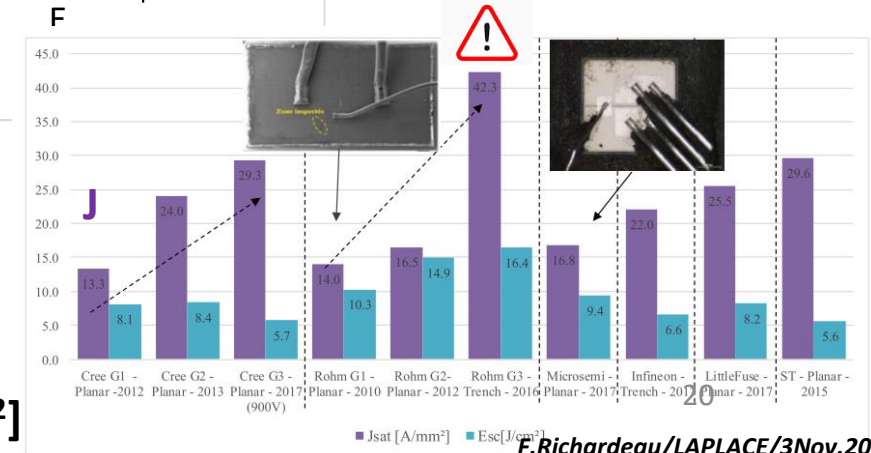 F
!
45.0
40.0
35.0
30.0
25.0
20.0
15.0
10.0
5.0
0.0
J
Zone inspectée
13.3
8.1
24.0
8.4
29.3
5.7
14.0
10.3
16.5
14.9
42.3
16.4
16.8
9.4
22.0
6.6
25.5
8.2
29.6
5.6
Cree G1 -
Planar -2012
Cree G2 -
Planar - 2013
Cree G3 -
Planar - 2017
(900V)
Rohm G1 -
Planar - 2010
Rohm G2-
Planar - 2012
Rohm G3 -
Trench - 2016
Microsemi -
Planar - 2017
Infineon -
Trench -
LittleFuse -
Planar - 2017
ST - Planar -
2015
20
²]
Jsat [A/mm²]
Esc[J/cm²]
F.Richardeau/LAPLACE/3Nov.20